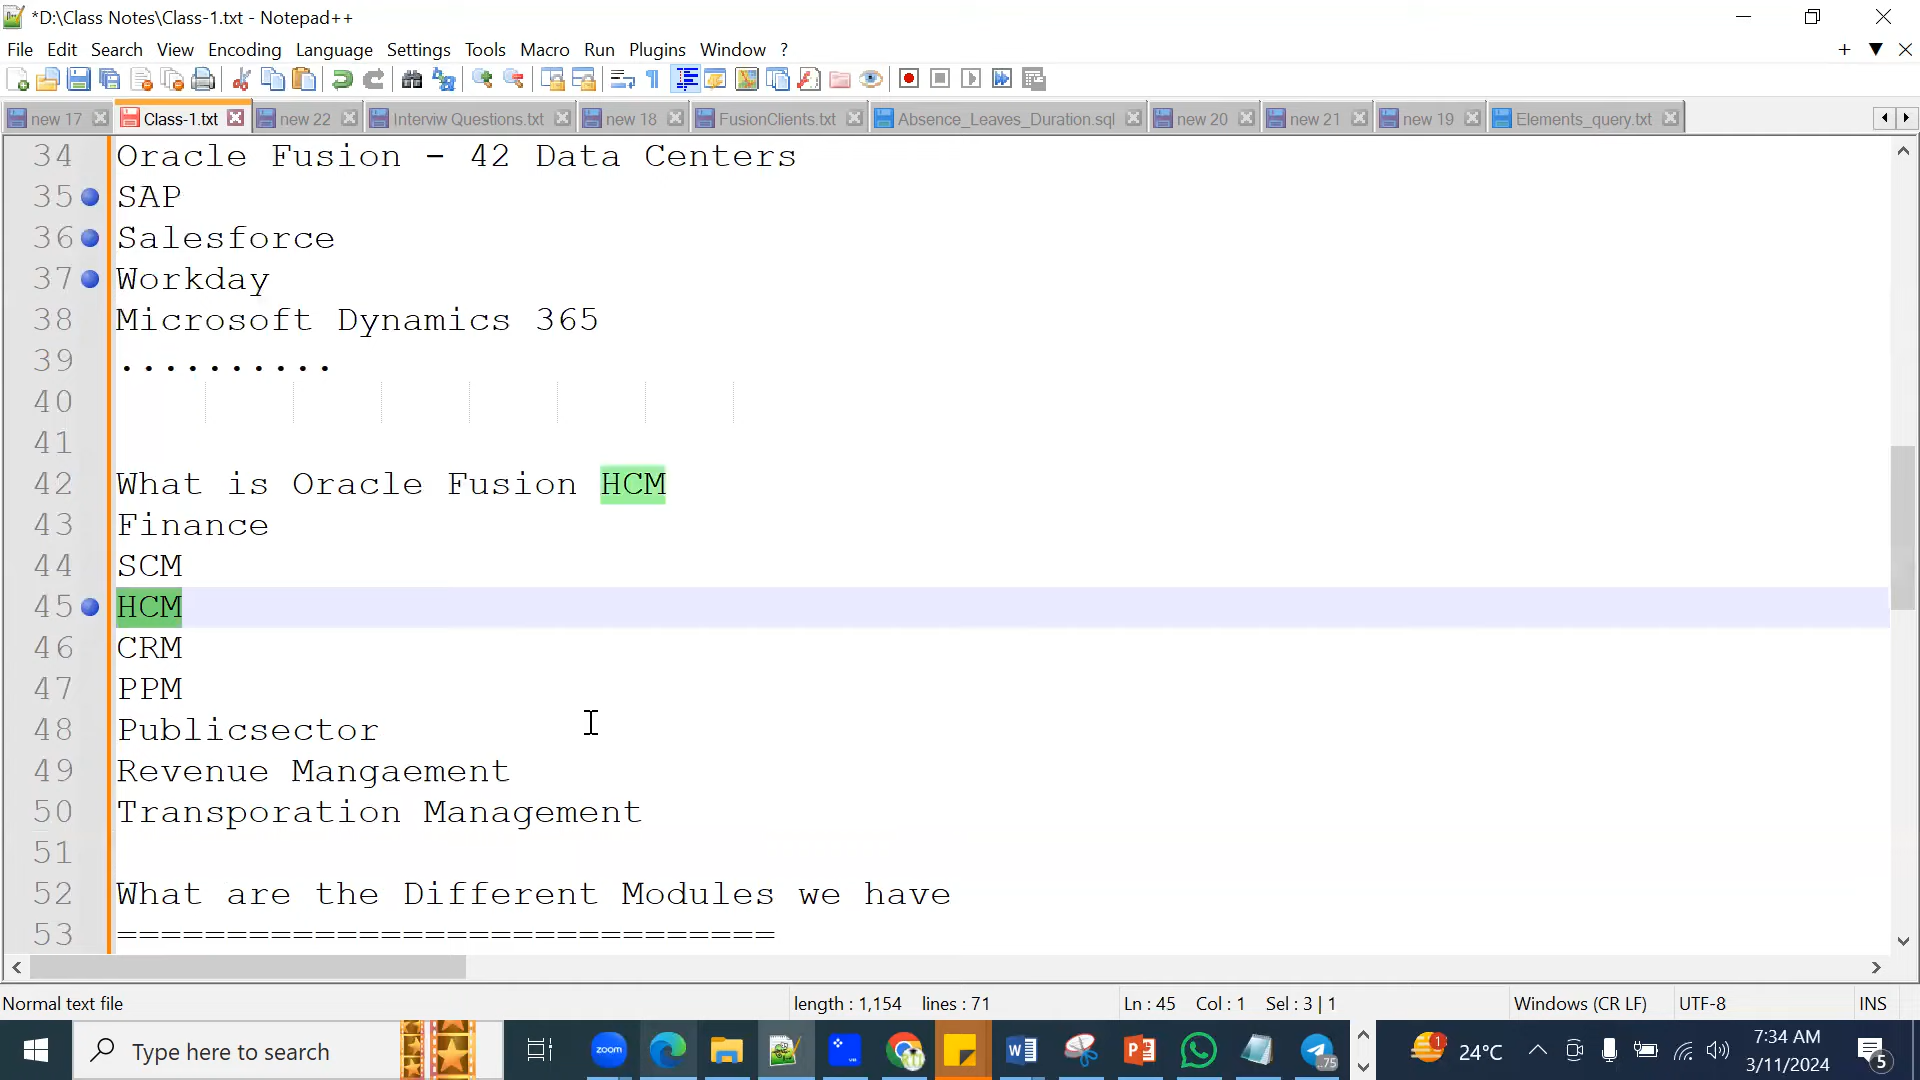 *D:\Class Notes\Class-1.txt - Notepad++
File Edit Search View Encoding Language Settings Tools Macro Run Plugins Window ?
new 17 Class-1.txt new 22 Interviw Questions.txt new 18 FusionClients.txt Absence_Leaves_Duration.sql new 20 new 21 new 19 Elements_query.txt
34 Oracle Fusion - 42 Data Centers
35 SAP
36 Salesforce
37 Workday
38 Microsoft Dynamics 365
39 ..........
40
41
42 What is Oracle Fusion HCM
43 Finance
44 SCM
45 HCM
46 CRM
47 PPM
48 Publicsector
49 Revenue Mangaement
50 Transporation Management
51
52 What are the Different Modules we have
53 ==============================
Normal text file length : 1,154 lines : 71 Ln : 45 Col : 1 Sel : 3 | 1 Windows (CR LF) UTF-8 INS
Type here to search zoom 75 1 24°C 7:34 AM
3/11/2024 5